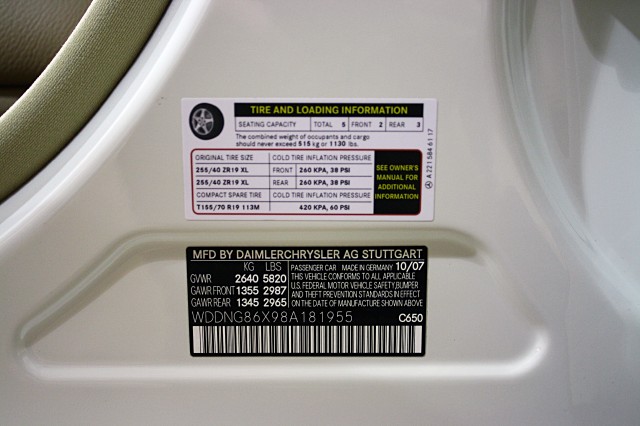 TIRE AND LOADING INFORMATION
SEATING CAPACITY TOTAL 5 FRONT 2 REAR 3
The combined weight of occupants and cargo
should never exceed 515 kg or 1130 lbs.
ORIGINAL TIRE SIZE COLD TIRE INFLATION PRESSURE
255/40 ZR19 XL FRONT 260 KPA, 38 PSI
255/40 ZR19 XL REAR 260 KPA, 38 PSI
COMPACT SPARE TIRE COLD TIRE INFLATION PRESSURE
T155/70 R19 113M 420 KPA, 60 PSI
SEE OWNER'S
MANUAL FOR
ADDITIONAL
INFORMATION
A 221 584 61 17
MFD BY DAIMLERCHRYSLER AG STUTTGART
KG LBS
GVWR 2640 5820
GAWR FRONT 1355 2987
GAWR REAR 1345 2965
PASSENGER CAR MADE IN GERMANY 10/07
THIS VEHICLE CONFORMS TO ALL APPLICABLE
U.S. FEDERAL MOTOR VEHICLE SAFETY,BUMPER
AND THEFT PREVENTION STANDARDS IN EFFECT
ON THE DATE OF MANUFACTURE SHOWN ABOVE
WDDNG86X98A181955 C650